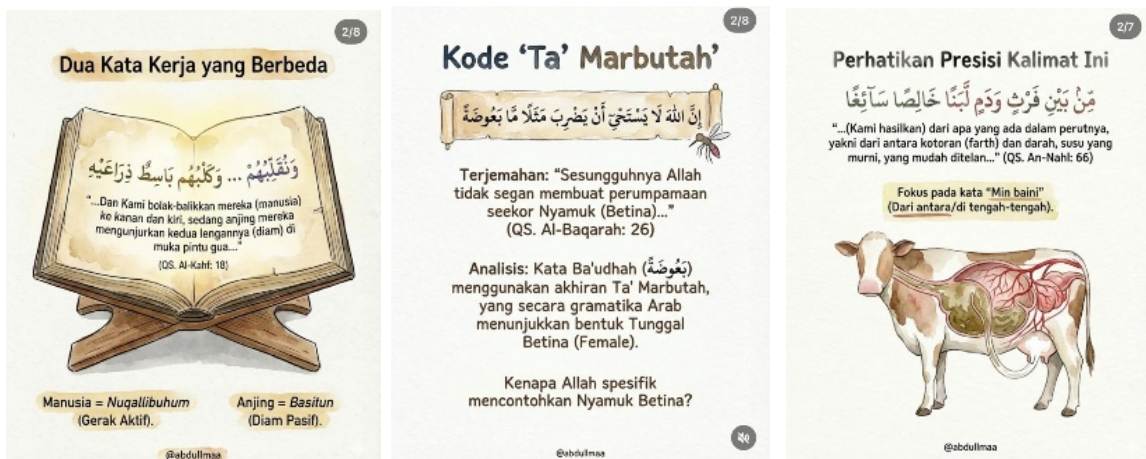 2/8
Dua Kata Kerja yang Berbeda
وَنُقَلِّبُهُمْ ... وَكَلْبُهُم بَاسِطٌ ذِرَاعَيْهِ
"...Dan Kami bolak-balikkan mereka (manusia)
ke kanan dan kiri, sedang anjing mereka
mengunjurkan kedua lengannya (diam) di
muka pintu gua..."
(QS. Al-Kahf: 18)
Manusia = Nuqallibuhum
(Gerak Aktif).
Anjing = Basitun
(Diam Pasif).
@abdullmaa
2/8
Kode 'Ta' Marbutah'
إِنَّ اللهَ لَا يَسْتَحْيِٓ أَنْ يَضْرِبَ مَثَلًا مَّا بَعُوضَةً
Terjemahan: "Sesungguhnya Allah
tidak segan membuat perumpamaan
seekor Nyamuk (Betina)..."
(QS. Al-Baqarah: 26)
Analisis: Kata Ba'udhah (بَعُوْضَةً)
menggunakan akhiran Ta' Marbutah,
yang secara gramatika Arab
menunjukkan bentuk Tunggal
Betina (Female).
Kenapa Allah spesifik
mencontohkan Nyamuk Betina?
@abdullmaa
2/7
Perhatikan Presisi Kalimat Ini
مِّنْ بَيْنِ فَرْثٍ وَدَمٍ لَّبَنًا خَالِصًا سَآئِغًا
"...(Kami hasilkan) dari apa yang ada dalam perutnya,
yakni dari antara kotoran (farth) dan darah, susu yang
murni, yang mudah ditelan..." (QS. An-Nahl: 66)
Fokus pada kata "Min baini"
(Dari antara/di tengah-tengah).
@abdullmaa